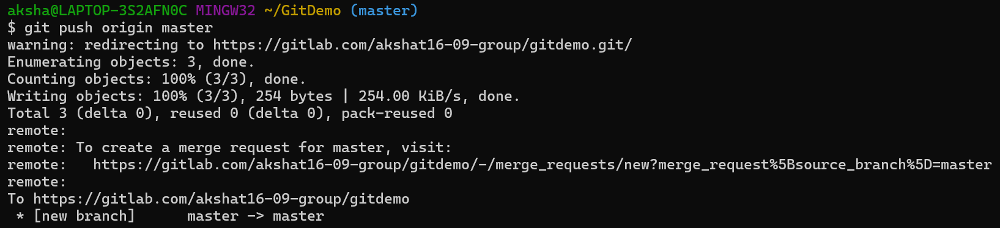 aksha@LAPTOP-3S2AFN0C MINGW32 ~/GitDemo (master)
$ git push origin master
warning: redirecting to https://gitlab.com/akshat16-09-group/gitdemo.git/
Enumerating objects: 3, done.
Counting objects: 100% (3/3), done.
Writing objects: 100% (3/3), 254 bytes | 254.00 KiB/s, done.
Total 3 (delta 0), reused 0 (delta 0), pack-reused 0
remote:
remote: To create a merge request for master, visit:
remote:   https://gitlab.com/akshat16-09-group/gitdemo/-/merge_requests/new?merge_request%5Bsource_branch%5D=master
remote:
To https://gitlab.com/akshat16-09-group/gitdemo
 * [new branch]      master -> master